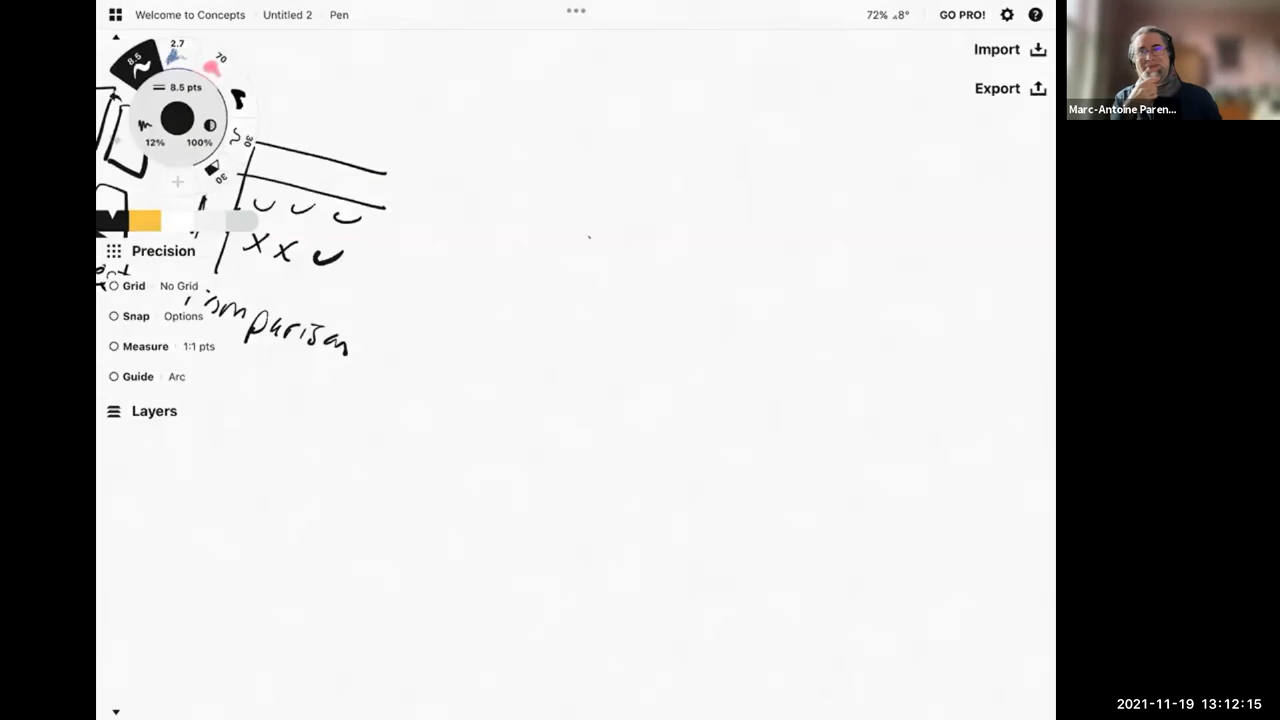 Welcome to Concepts Untitled 2 Pen
72% 8° GO PRO!
Import
Export
8.5
2.7
70
8.5 pts
12% 100%
30
30
Precision
Grid No Grid
Snap Options
Measure 1:1 pts
Guide Arc
Layers
X X
Comparison
Marc-Antoine Paren...
2021-11-19 13:12:15